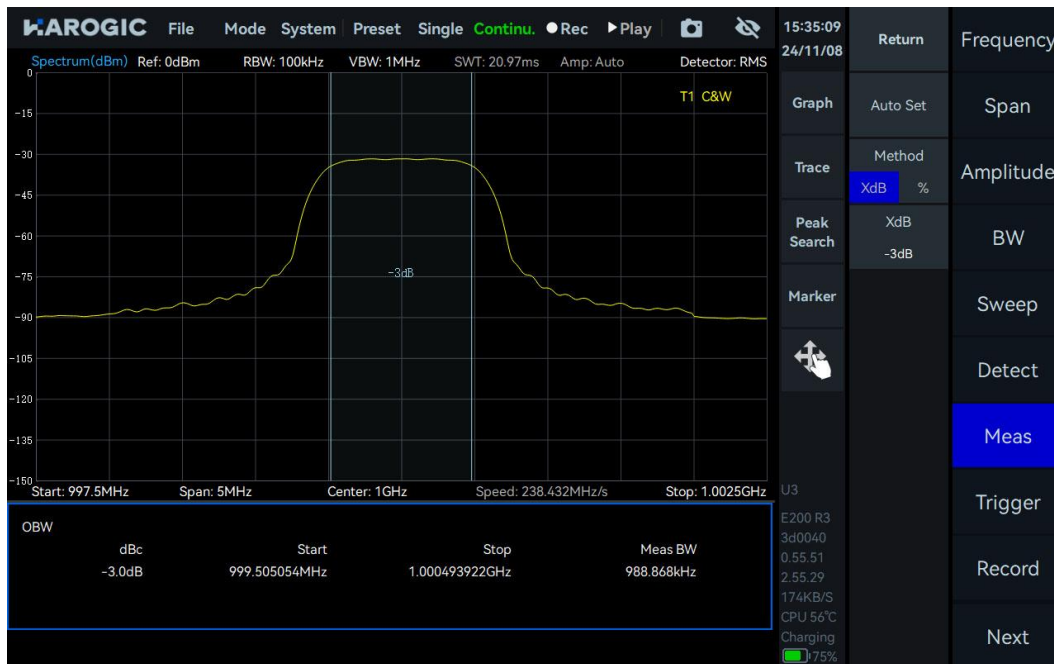 HAROGIC File Mode System Preset Single Continu. Rec Play
15:35:09
24/11/08
Spectrum(dBm) Ref: 0dBm RBW: 100kHz VBW: 1MHz SWT: 20.97ms Amp: Auto Detector: RMS
T1 C&W
0
-15
-30
-45
-60
-75
-90
-105
-120
-135
-150
-3dB
Start: 997.5MHz Span: 5MHz Center: 1GHz Speed: 238.432MHz/s Stop: 1.0025GHz
OBW
dBc Start Stop Meas BW
-3.0dB 999.505054MHz 1.000493922GHz 988.868kHz
Graph
Trace
Peak
Search
Marker
U3
E200 R3
3d0040
0.55.51
2.55.29
174KB/S
CPU 56°C
Charging
75%
Return
Auto Set
Method
XdB %
XdB
-3dB
Frequency
Span
Amplitude
BW
Sweep
Detect
Meas
Trigger
Record
Next